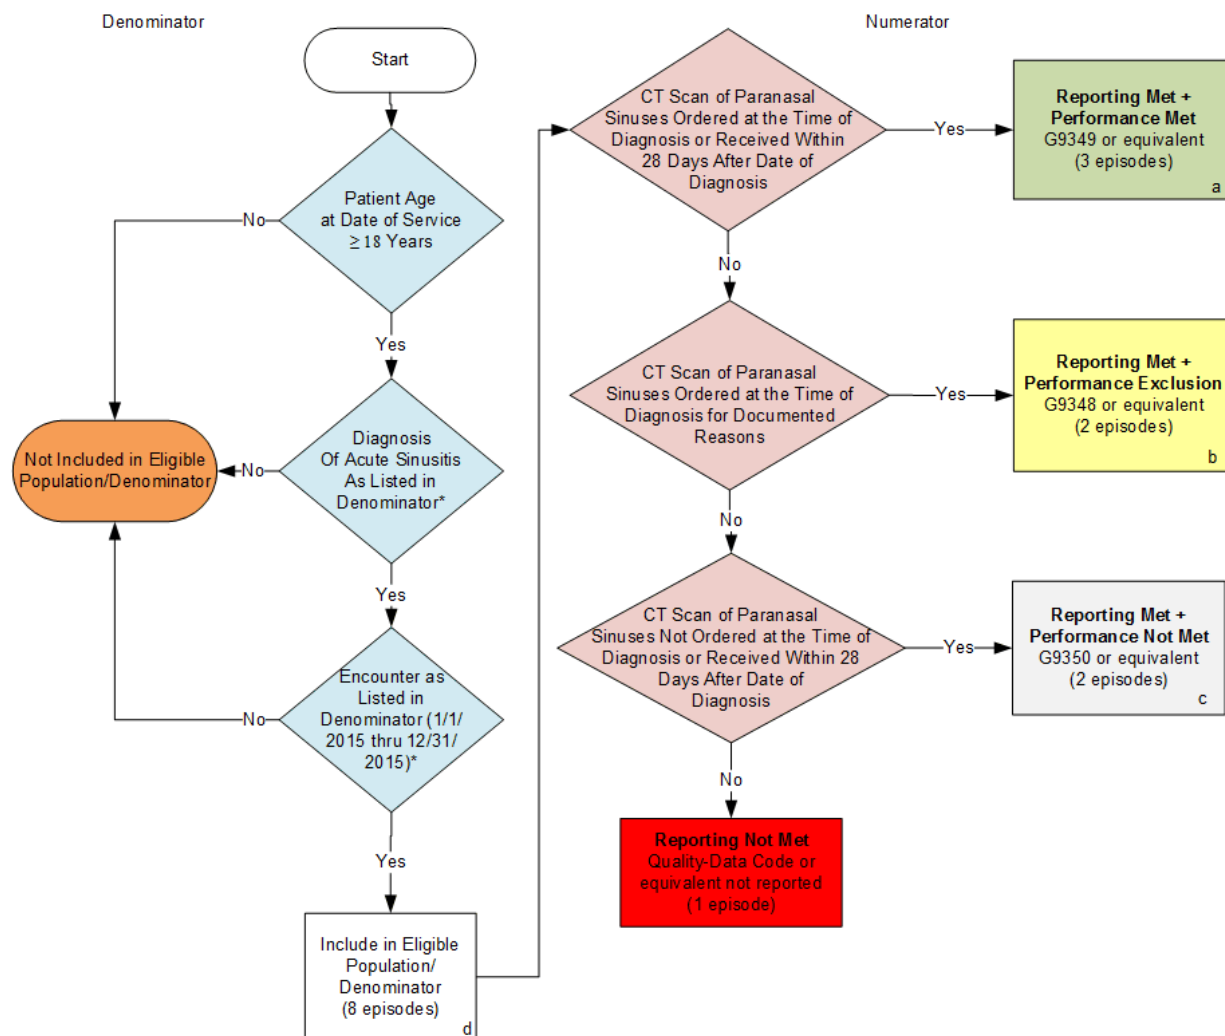 Denominator
Numerator
Start
Patient Age
at Date of Service
≥ 18 Years
No
Yes
Diagnosis
Of Acute Sinusitis
As Listed in
Denominator*
No
Not Included in Eligible
Population/Denominator
Yes
Encounter as
Listed in
Denominator (1/1/
2015 thru 12/31/
2015)*
No
Yes
Include in Eligible
Population/
Denominator
(8 episodes)
d
CT Scan of Paranasal
Sinuses Ordered at the Time of
Diagnosis or Received Within
28 Days After Date of
Diagnosis
Yes
Reporting Met +
Performance Met
G9349 or equivalent
(3 episodes)
a
No
CT Scan of Paranasal
Sinuses Ordered at the Time of
Diagnosis for Documented
Reasons
Yes
Reporting Met +
Performance Exclusion
G9348 or equivalent
(2 episodes)
b
No
CT Scan of Paranasal
Sinuses Not Ordered at the Time of
Diagnosis or Received Within 28
Days After Date of
Diagnosis
Yes
Reporting Met +
Performance Not Met
G9350 or equivalent
(2 episodes)
c
No
Reporting Not Met
Quality-Data Code or
equivalent not reported
(1 episode)